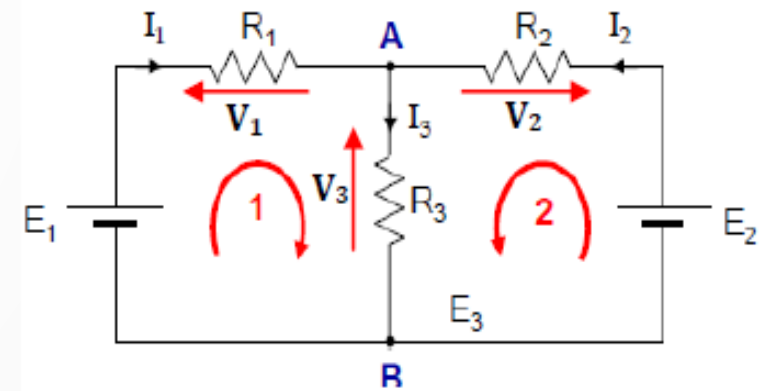 I₁ R₁ A R₂ I₂
V₁ I₃ V₂
1 V₃ R₃ 2
E₁ E₂
E₃
B